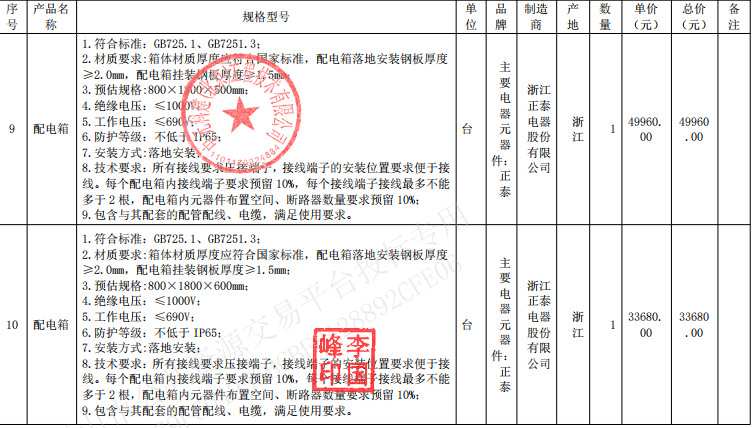 序号 产品名称 规格型号 单位 品牌 制造商 产地 数量 单价（元） 总价（元） 备注
9 配电箱 台 主要电器元器件：正泰 浙江正泰电器股份有限公司 浙江 1 49960.00 49960.00
1.符合标准：GB725.1、GB7251.3；
2.材质要求:箱体材质厚度应符合国家标准，配电箱落地安装钢板厚度
≥2.0mm，配电箱挂装钢板厚度≥1.5mm；
3.预估规格:800×1800×500mm；
4.绝缘电压：≤1000V；
5.工作电压：≤690V；
6.防护等级：不低于IP65；
7.安装方式:落地安装；
8.技术要求：所有接线要求压接端子，接线端子的安装位置要求便于接
线。每个配电箱内接线端子要求预留10%，每个接线端子接线最多不能
多于2根，配电箱内元器件布置空间、断路器数量要求预留10%；
9.包含与其配套的配管配线、电缆，满足使用要求。
10 配电箱 台 主要电器元器件：正泰 浙江正泰电器股份有限公司 浙江 1 33680.00 33680.00
1.符合标准：GB725.1、GB7251.3；
2.材质要求:箱体材质厚度应符合国家标准，配电箱落地安装钢板厚度
≥2.0mm，配电箱挂装钢板厚度≥1.5mm；
3.预估规格:800×1800×600mm；
4.绝缘电压：≤1000V；
5.工作电压：≤690V；
6.防护等级：不低于IP65；
7.安装方式:落地安装；
8.技术要求：所有接线要求压接端子，接线端子的安装位置要求便于接
线。每个配电箱内接线端子要求预留10%，每个接线端子接线最多不能
多于2根，配电箱内元器件布置空间、断路器数量要求预留10%；
9.包含与其配套的配管配线、电缆，满足使用要求。
李国峰印
源交易平台投标专用